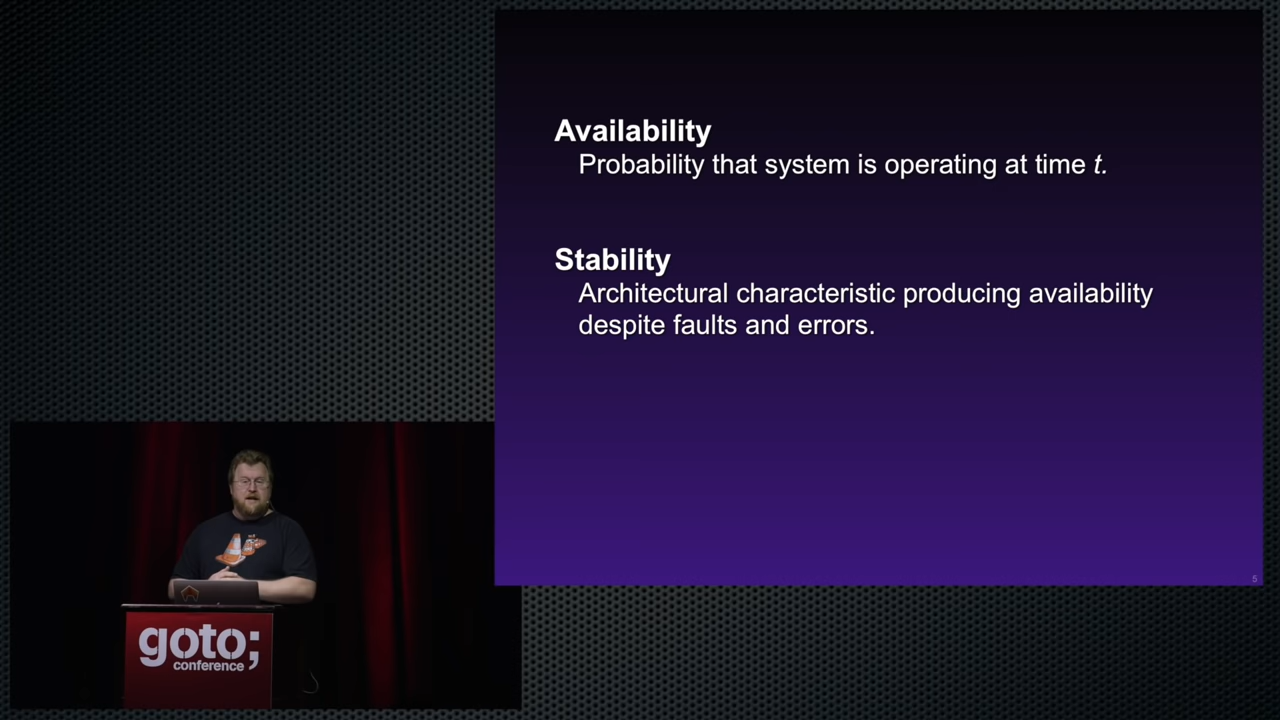 Availability
Probability that system is operating at time t.
Stability
Architectural characteristic producing availability
despite faults and errors.
5
goto;
conference